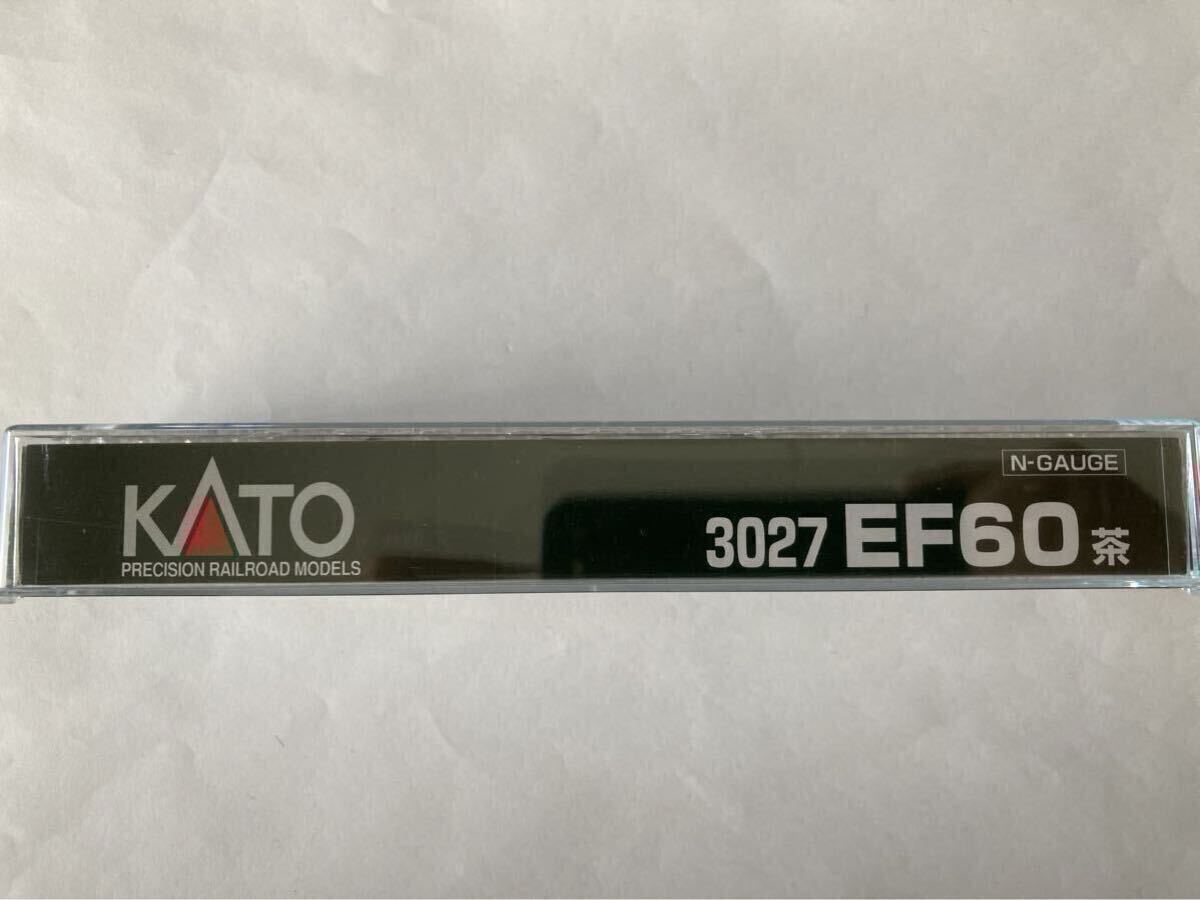 KATO
PRECISION RAILROAD MODELS
N-GAUGE
3027 EF60 茶